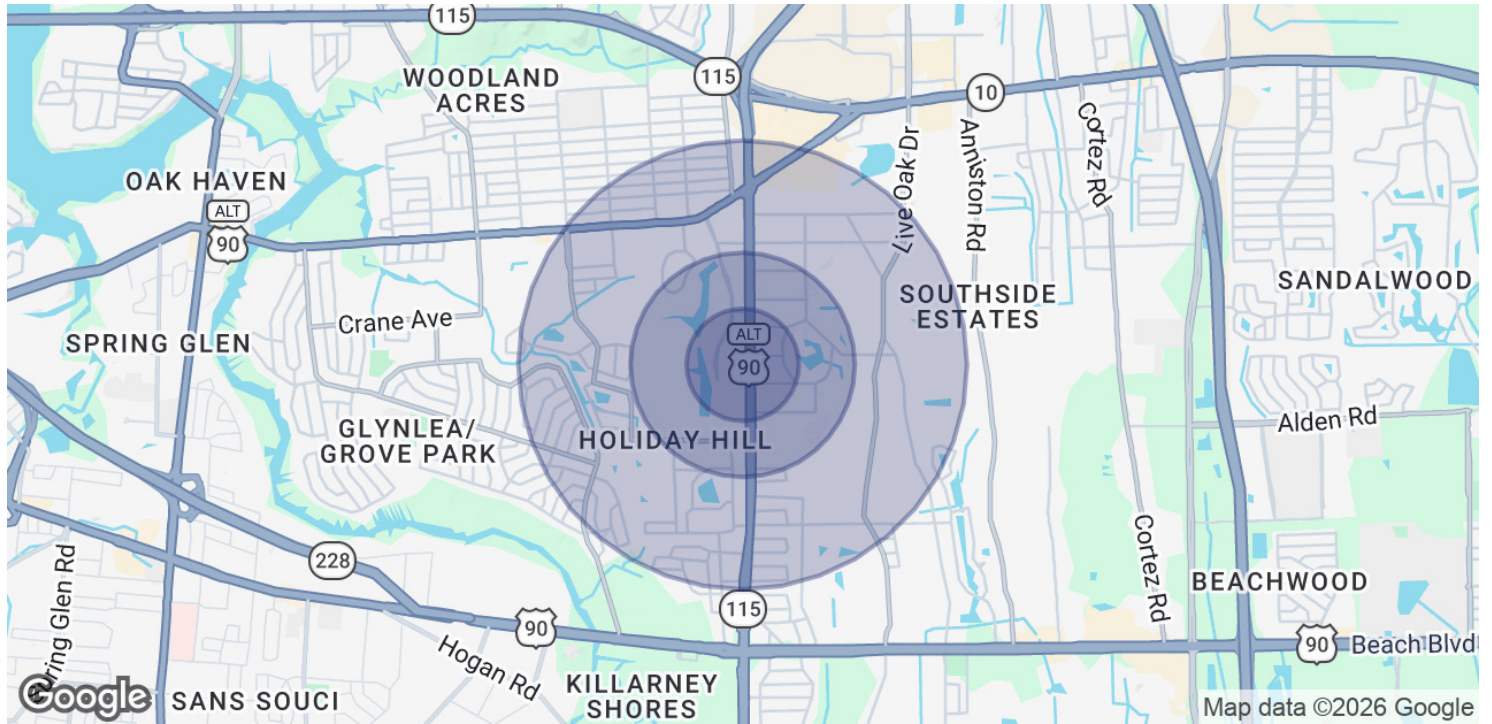 115
WOODLAND
ACRES
115
10
Cortez Rd
OAK HAVEN
ALT
90
Live Oak Dr
Anniston Rd
SANDALWOOD
SOUTHSIDE
ESTATES
Crane Ave
SPRING GLEN
ALT
90
GLYNLEA/
GROVE PARK
HOLIDAY HILL
Alden Rd
228
Spring Glen Rd
Cortez Rd
BEACHWOOD
115
90
90
Beach Blvd
Hogan Rd
KILLARNEY
SHORES
SANS SOUCI
Google
Map data ©2026 Google